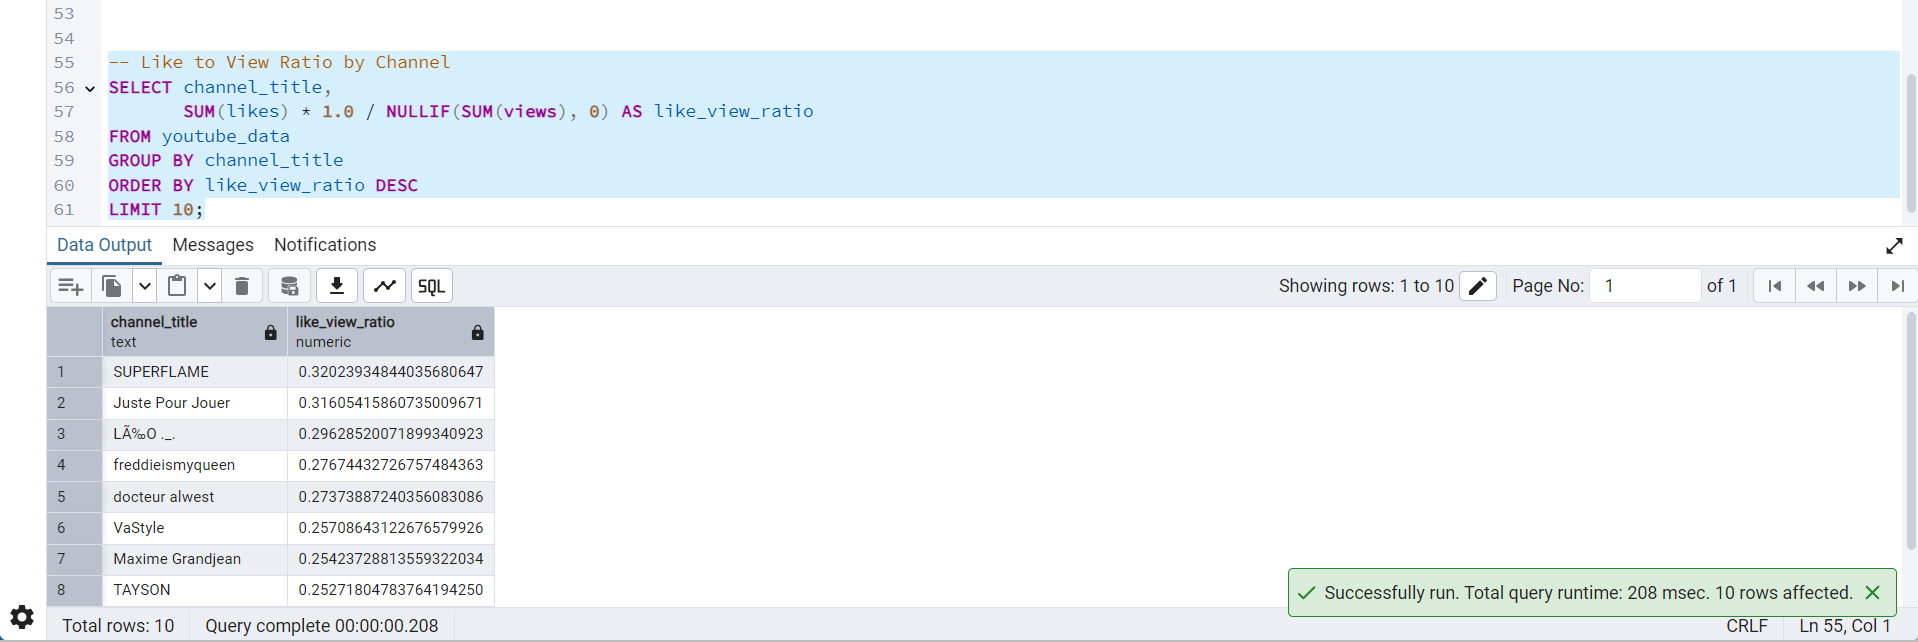 53
54
55 -- Like to View Ratio by Channel
56 SELECT channel_title,
57 SUM(likes) * 1.0 / NULLIF(SUM(views), 0) AS like_view_ratio
58 FROM youtube_data
59 GROUP BY channel_title
60 ORDER BY like_view_ratio DESC
61 LIMIT 10;
Data Output Messages Notifications
SQL Showing rows: 1 to 10 Page No: 1 of 1
channel_title like_view_ratio
text numeric
1 SUPERFLAME 0.32023934844035680647
2 Juste Pour Jouer 0.31605415860735009671
3 LÃ‰O ._. 0.29628520071899340923
4 freddieismyqueen 0.27674432726757484363
5 docteur alwest 0.27373887240356083086
6 VaStyle 0.25708643122676579926
7 Maxime Grandjean 0.25423728813559322034
8 TAYSON 0.25271804783764194250
Successfully run. Total query runtime: 208 msec. 10 rows affected.
Total rows: 10 Query complete 00:00:00.208 CRLF Ln 55, Col 1